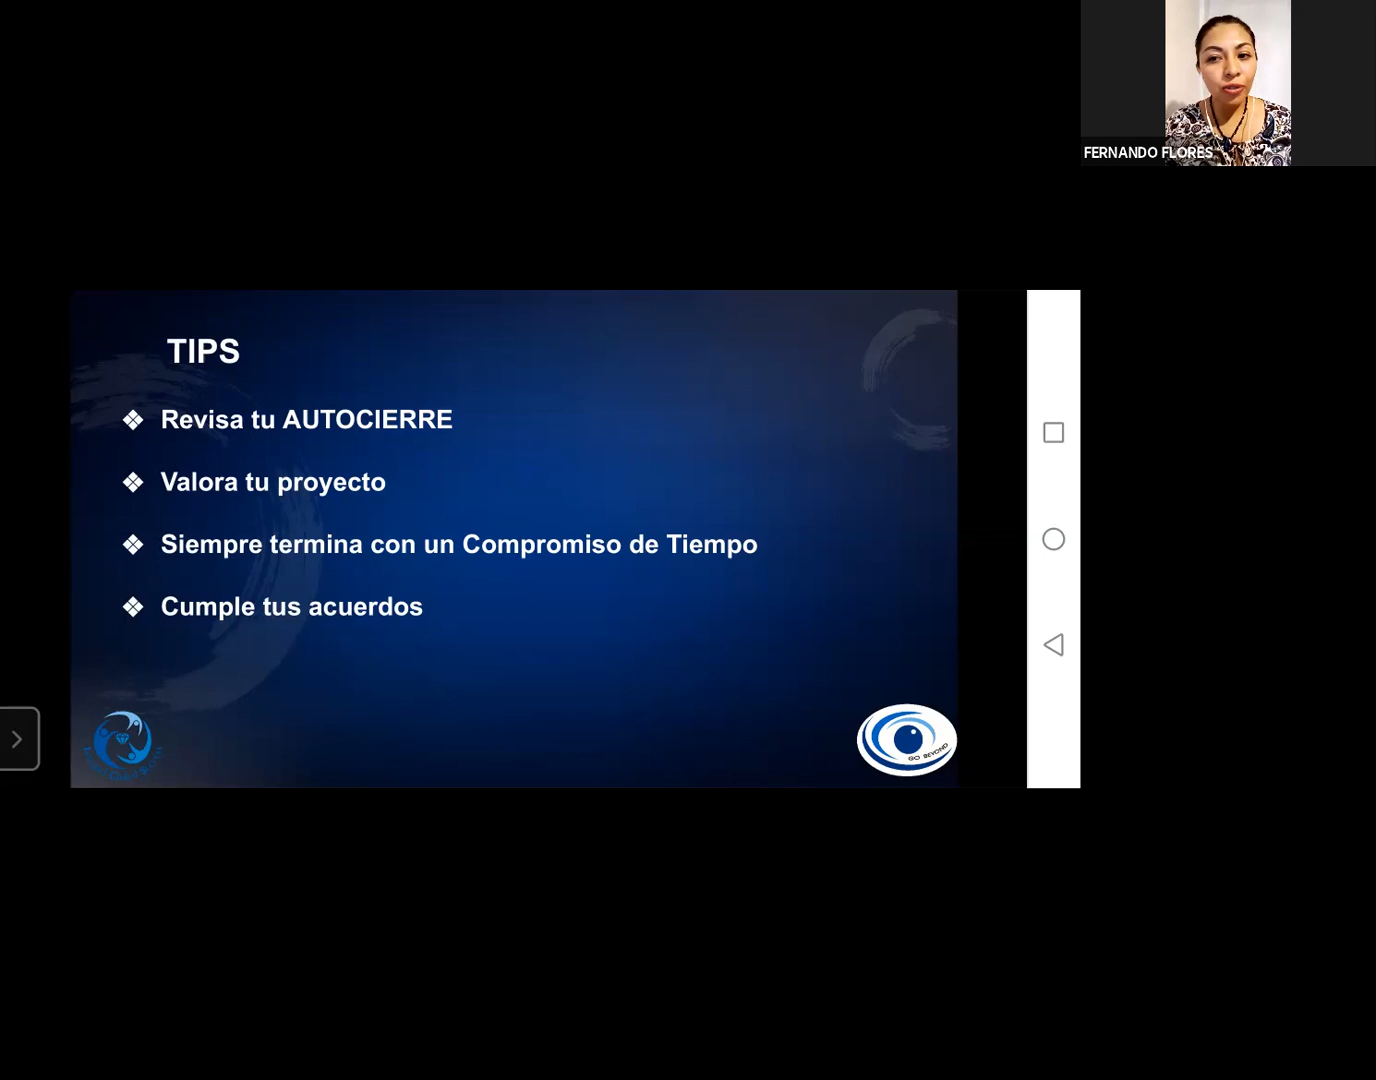 FERNANDO FLORES
TIPS
❖ Revisa tu AUTOCIERRE
❖ Valora tu proyecto
❖ Siempre termina con un Compromiso de Tiempo
❖ Cumple tus acuerdos
GO BEYOND